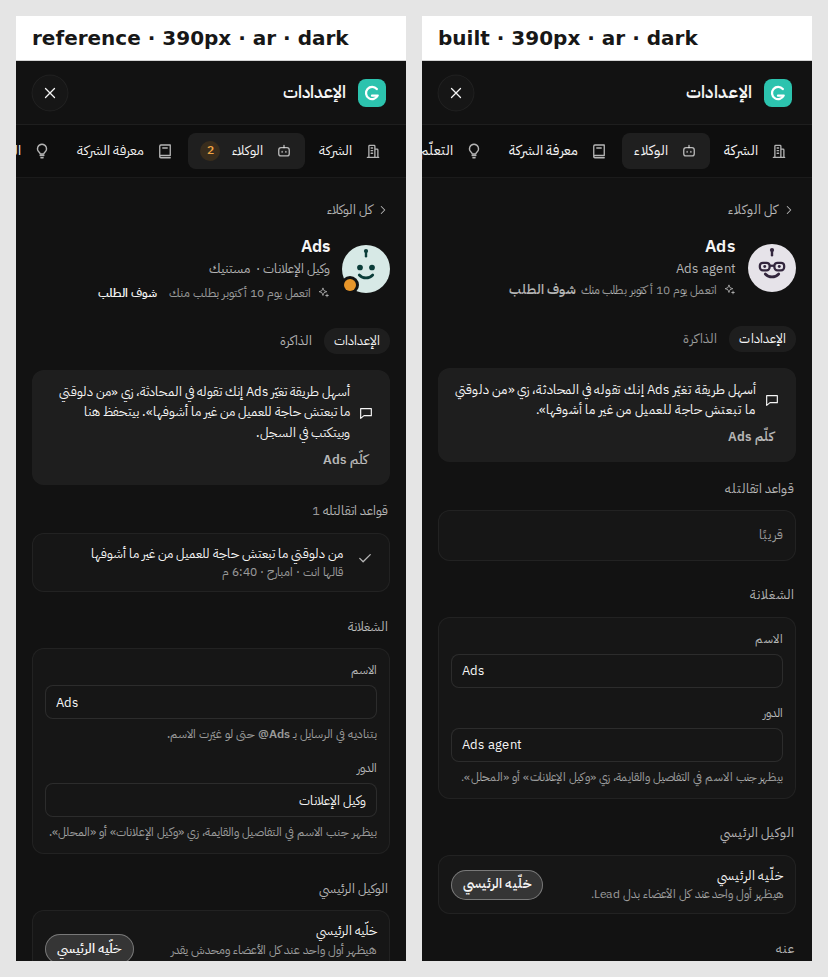 reference · 390px · ar · dark
الإعدادات
الشركة
الوكلاء 2
معرفة الشركة
كل الوكلاء
Ads
وكيل الإعلانات · مستنيك
اتعمل يوم 10 أكتوبر بطلب منك شوف الطلب
الإعدادات
الذاكرة
أسهل طريقة تغيّر Ads إنك تقوله في المحادثة، زي «من دلوقتي
ما تبعتش حاجة للعميل من غير ما أشوفها». بيتحفظ هنا
وبيتكتب في السجل.
كلّم Ads
قواعد اتقالتله 1
من دلوقتي ما تبعتش حاجة للعميل من غير ما أشوفها
قالها انت · امبارح · 6:40 م
الشغلانة
الاسم
Ads
بتناديه في الرسايل بـ @Ads حتى لو غيّرت الاسم.
الدور
وكيل الإعلانات
بيظهر جنب الاسم في التفاصيل والقايمة، زي «وكيل الإعلانات» أو «المحلل».
الوكيل الرئيسي
خلّيه الرئيسي
هيظهر أول واحد عند كل الأعضاء ومحدش يقدر
خلّيه الرئيسي
built · 390px · ar · dark
الإعدادات
الشركة
الوكلاء
معرفة الشركة
التعلّم
كل الوكلاء
Ads
Ads agent
اتعمل يوم 10 أكتوبر بطلب منك شوف الطلب
الإعدادات
الذاكرة
أسهل طريقة تغيّر Ads إنك تقوله في المحادثة، زي «من دلوقتي
ما تبعتش حاجة للعميل من غير ما أشوفها».
كلّم Ads
قواعد اتقالتله
قريبًا
الشغلانة
الاسم
Ads
الدور
Ads agent
بيظهر جنب الاسم في التفاصيل والقايمة، زي «وكيل الإعلانات» أو «المحلل».
الوكيل الرئيسي
خلّيه الرئيسي
هيظهر أول واحد عند كل الأعضاء بدل Lead.
خلّيه الرئيسي
عنه